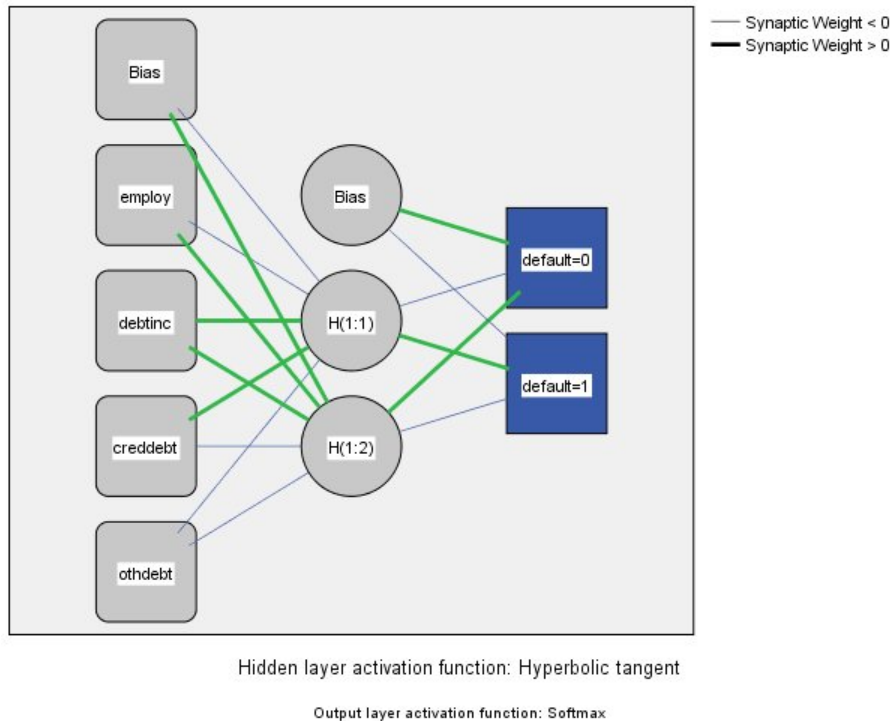 Synaptic Weight < 0
Synaptic Weight > 0
Bias
employ
debtinc
creddebt
othdebt
Bias
H(1:1)
H(1:2)
default=0
default=1
Hidden layer activation function: Hyperbolic tangent
Output layer activation function: Softmax